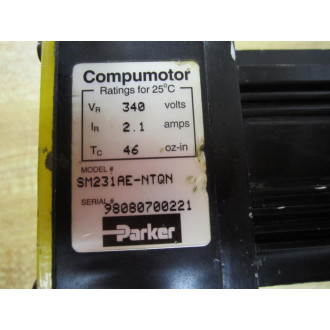 Compumotor
Ratings for 25°C
VR 340 volts
IR 2.1 amps
TC 46 oz-in
MODEL #
SM231AE-NTQN
SERIAL #
98080700221
Parker